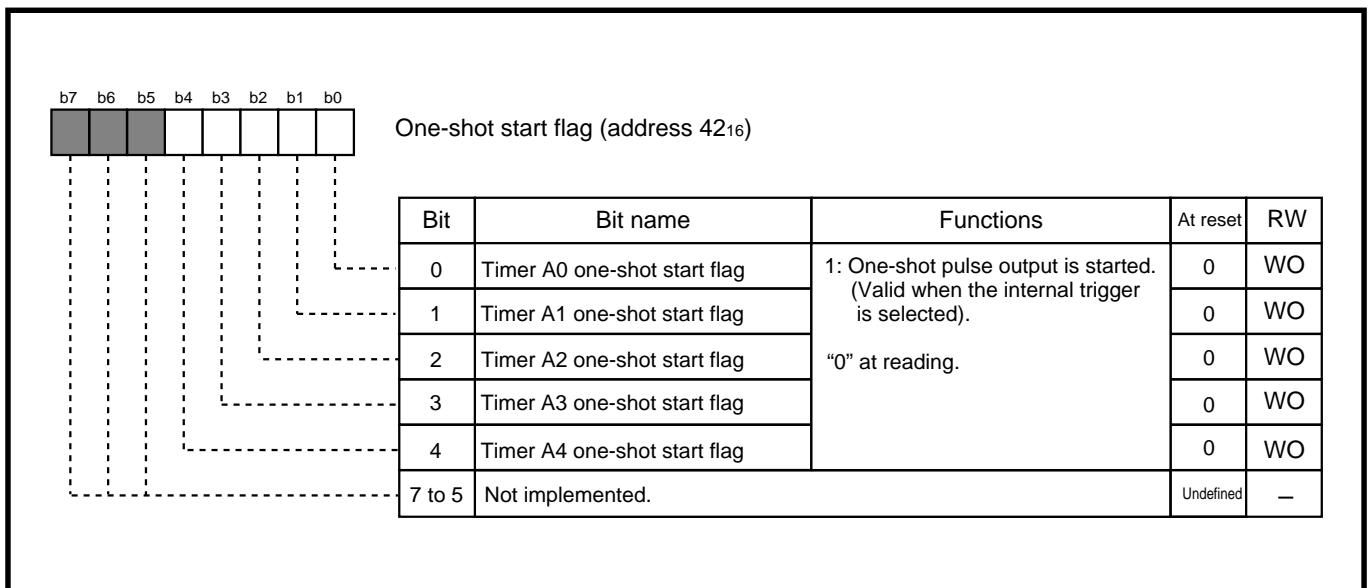 b7 b6 b5 b4 b3 b2 b1 b0
One-shot start flag (address 42₁₆)
Bit Bit name Functions At reset RW
0 Timer A0 one-shot start flag 1: One-shot pulse output is started. 0 WO
(Valid when the internal trigger
1 Timer A1 one-shot start flag is selected). 0 WO
2 Timer A2 one-shot start flag “0” at reading. 0 WO
3 Timer A3 one-shot start flag 0 WO
4 Timer A4 one-shot start flag 0 WO
7 to 5 Not implemented. Undefined –